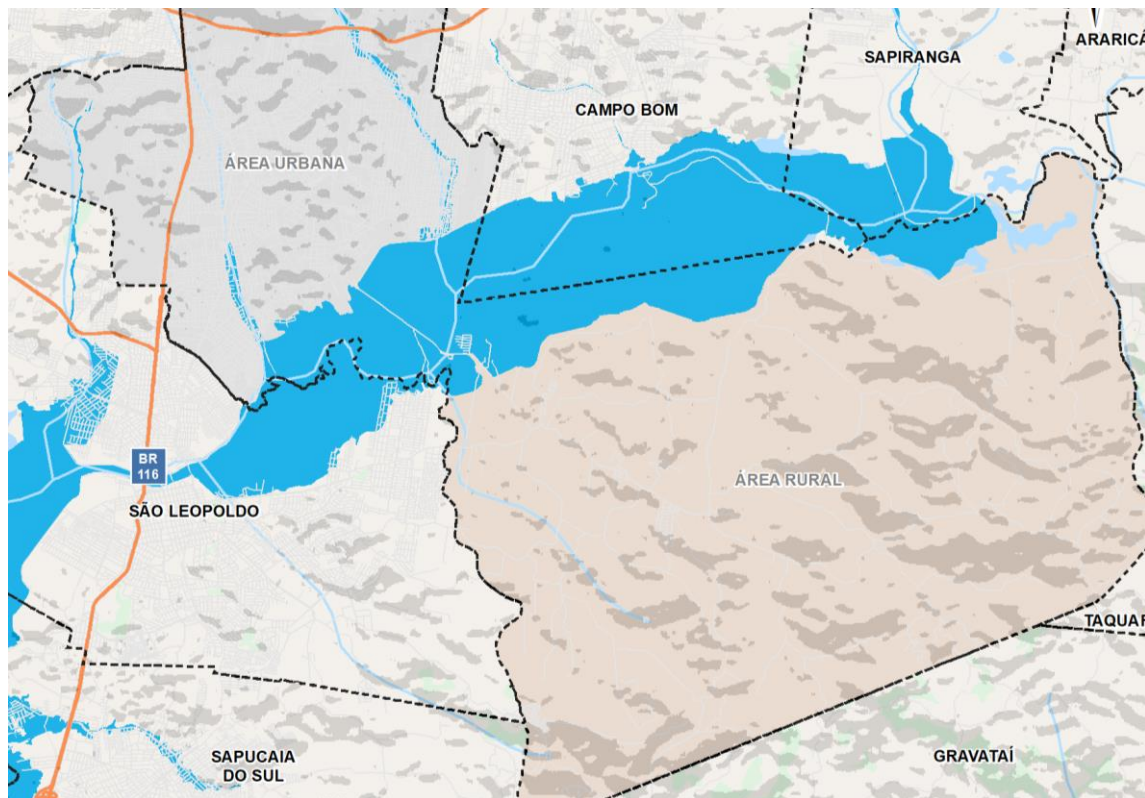 ARARICÁ
SAPIRANGA
CAMPO BOM
ÁREA URBANA
ÁREA RURAL
BR
116
SÃO LEOPOLDO
TAQUAR
SAPUCAIA
DO SUL
GRAVATAÍ